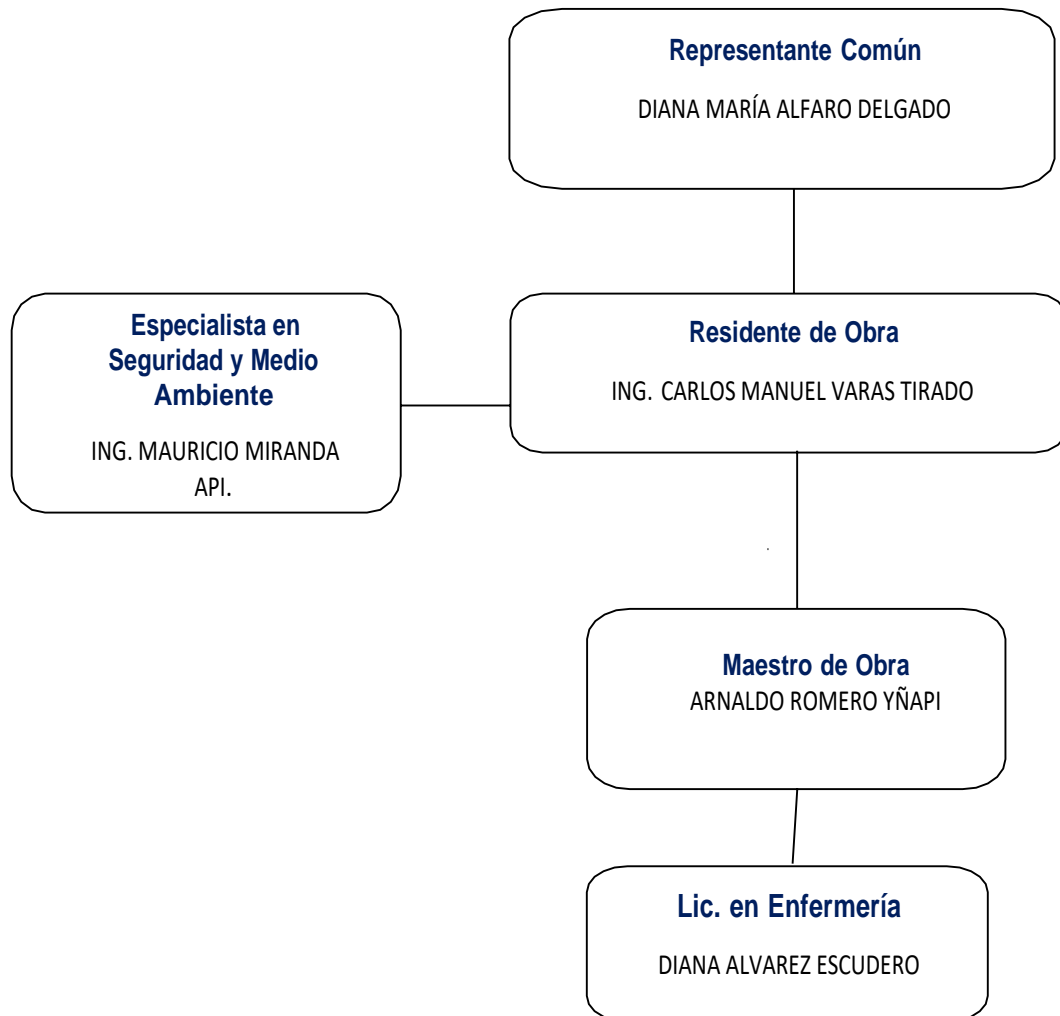 Representante Común
DIANA MARÍA ALFARO DELGADO
Especialista en
Seguridad y Medio
Ambiente
ING. MAURICIO MIRANDA
API.
Residente de Obra
ING. CARLOS MANUEL VARAS TIRADO
Maestro de Obra
ARNALDO ROMERO YÑAPI
Lic. en Enfermería
DIANA ALVAREZ ESCUDERO